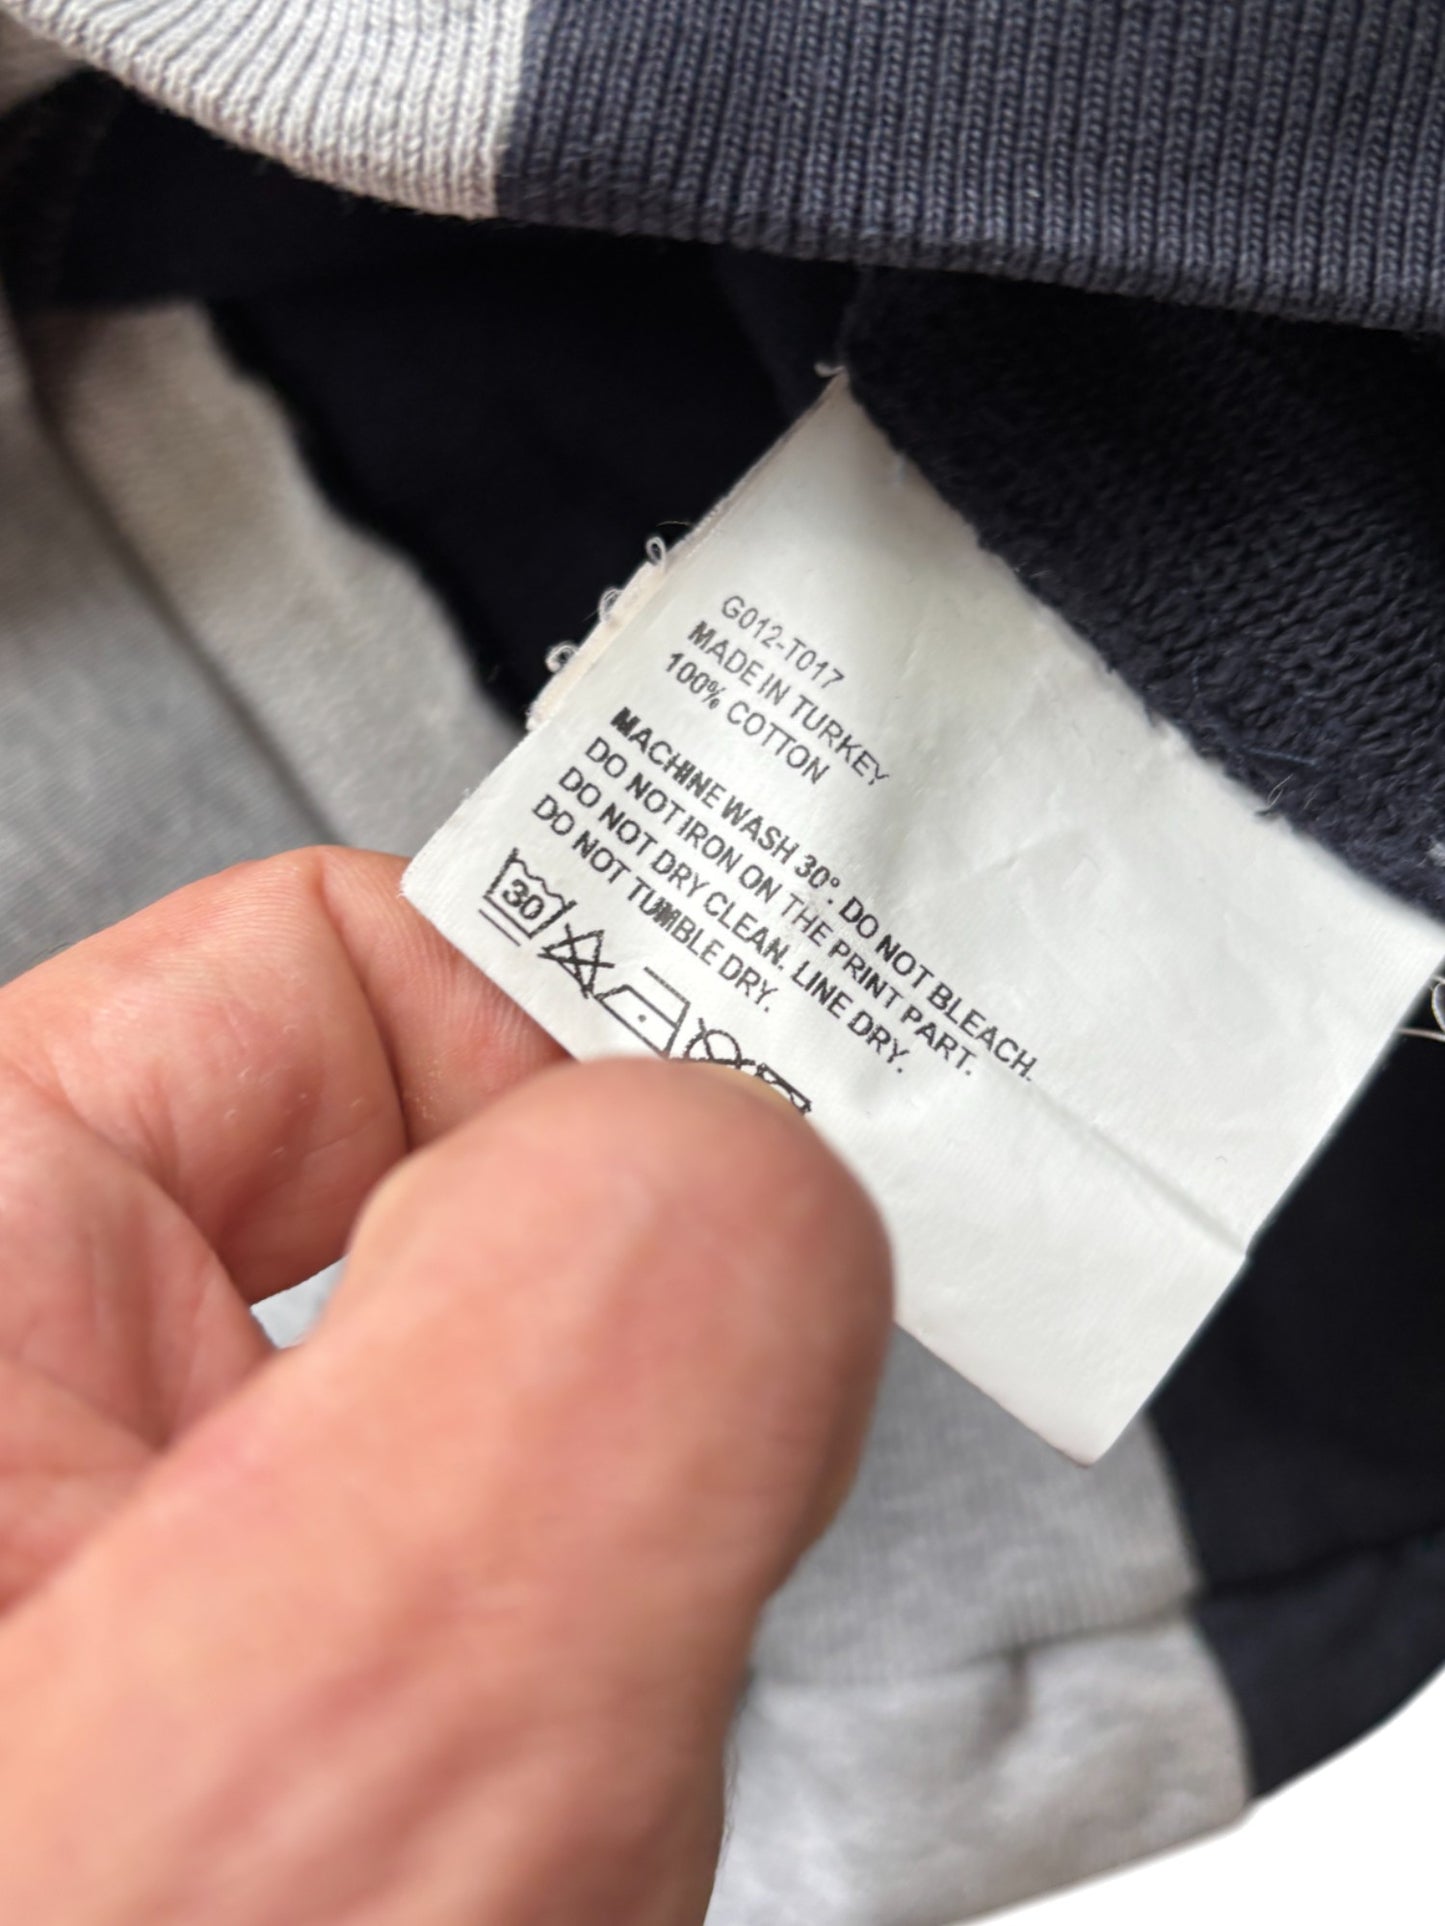 G012-T017
MADE IN TURKEY
100% COTTON
MACHINE WASH 30°. DO NOT BLEACH.
DO NOT IRON ON THE PRINT PART.
DO NOT DRY CLEAN. LINE DRY.
DO NOT TUMBLE DRY.
30